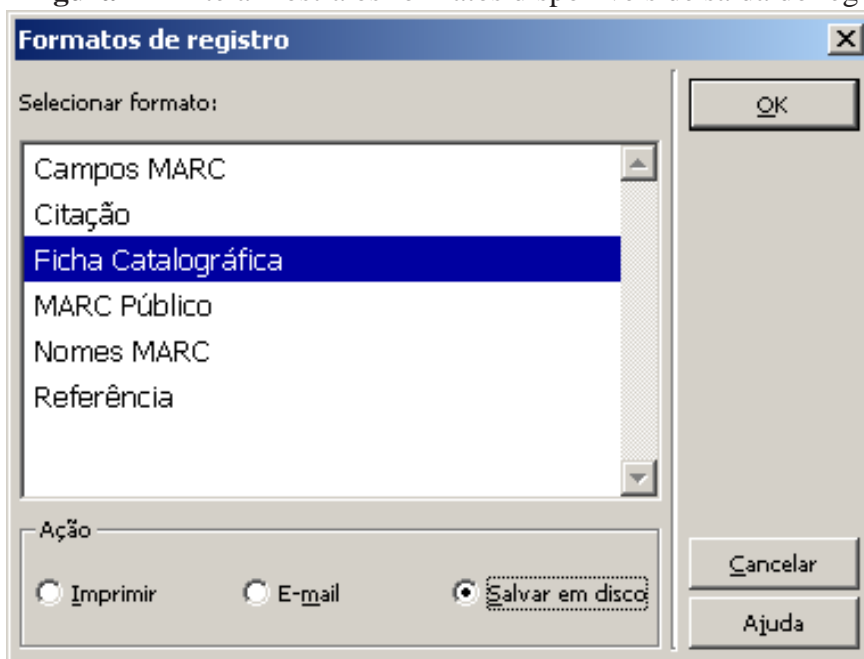 Formatos de registro
Selecionar formato:
OK
Campos MARC
Citação
Ficha Catalográfica
MARC Público
Nomes MARC
Referência
Ação
Imprimir
E-mail
Salvar em disco
Cancelar
Ajuda